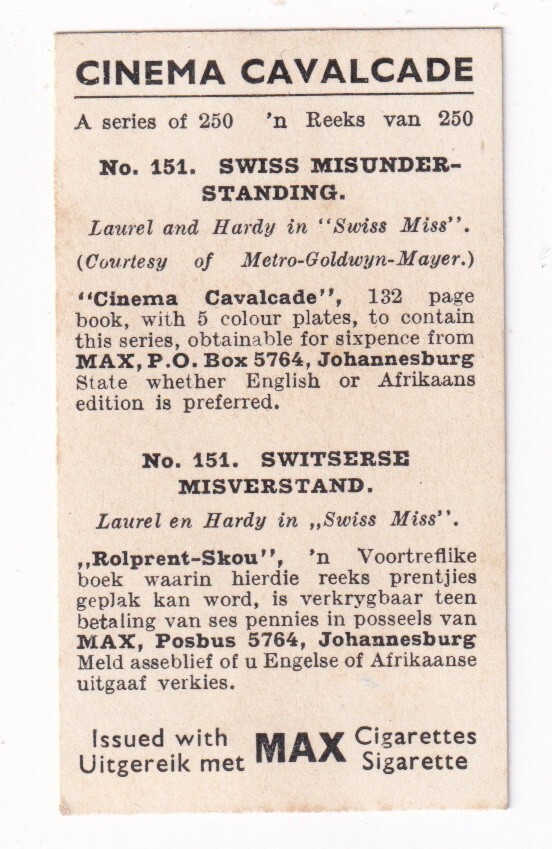 CINEMA CAVALCADE
A series of 250 'n Reeks van 250
No. 151. SWISS MISUNDER-
STANDING.
Laurel and Hardy in "Swiss Miss".
(Courtesy of Metro-Goldwyn-Mayer.)
"Cinema Cavalcade", 132 page
book, with 5 colour plates, to contain
this series, obtainable for sixpence from
MAX, P.O. Box 5764, Johannesburg
State whether English or Afrikaans
edition is preferred.
No. 151. SWITSERSE
MISVERSTAND.
Laurel en Hardy in „Swiss Miss".
„Rolprent-Skou", 'n Voortreflike
boek waarin hierdie reeks prentjies
geplak kan word, is verkrygbaar teen
betaling van ses pennies in posseels van
MAX, Posbus 5764, Johannesburg
Meld asseblief of u Engelse of Afrikaanse
uitgaaf verkies.
Issued with MAX Cigarettes
Uitgereik met Sigarette